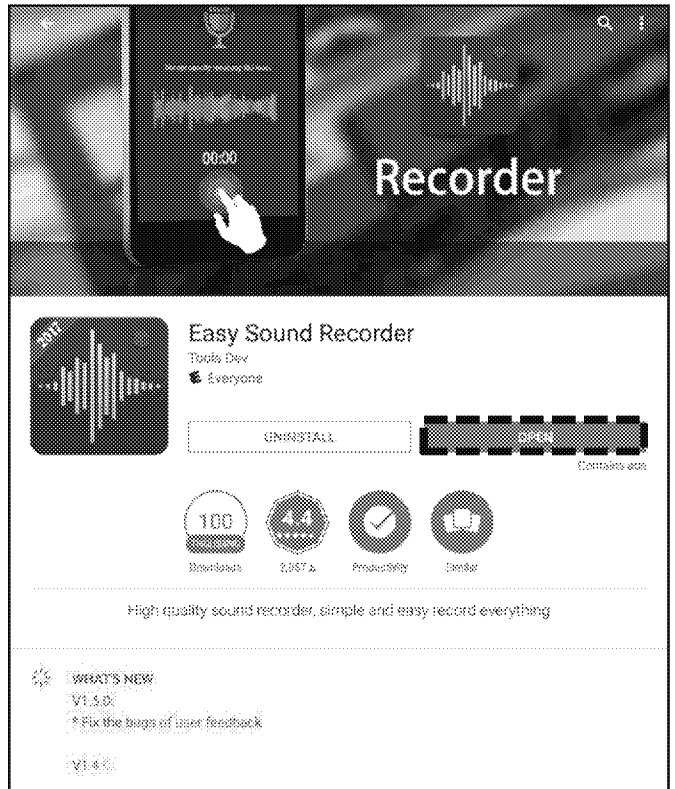 00:00
Recorder
2017
Easy Sound Recorder
Tools Dev
Everyone
UNINSTALL
OPEN
Contains ads
100
4.4
Downloads
Productivity
Similar
High quality sound recorder, simple and easy record everything
WHAT'S NEW
V1.5.0:
* Fix the bugs of user feedback